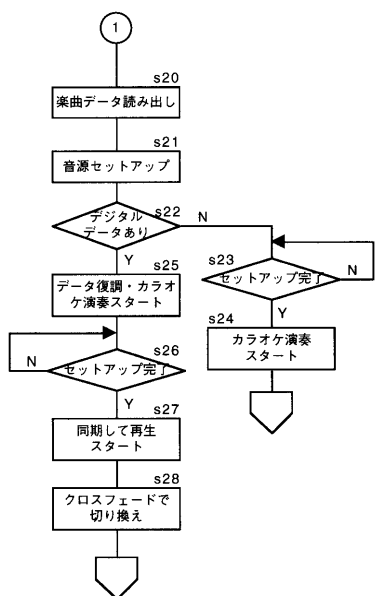 1
s20
楽曲データ読み出し
s21
音源セットアップ
s22
デジタル
データあり
N
Y
s25
データ復調・カラオ
ケ演奏スタート
s23
セットアップ完了
N
Y
s24
カラオケ演奏
スタート
s26
セットアップ完了
N
Y
s27
同期して再生
スタート
s28
クロスフェードで
切り換え